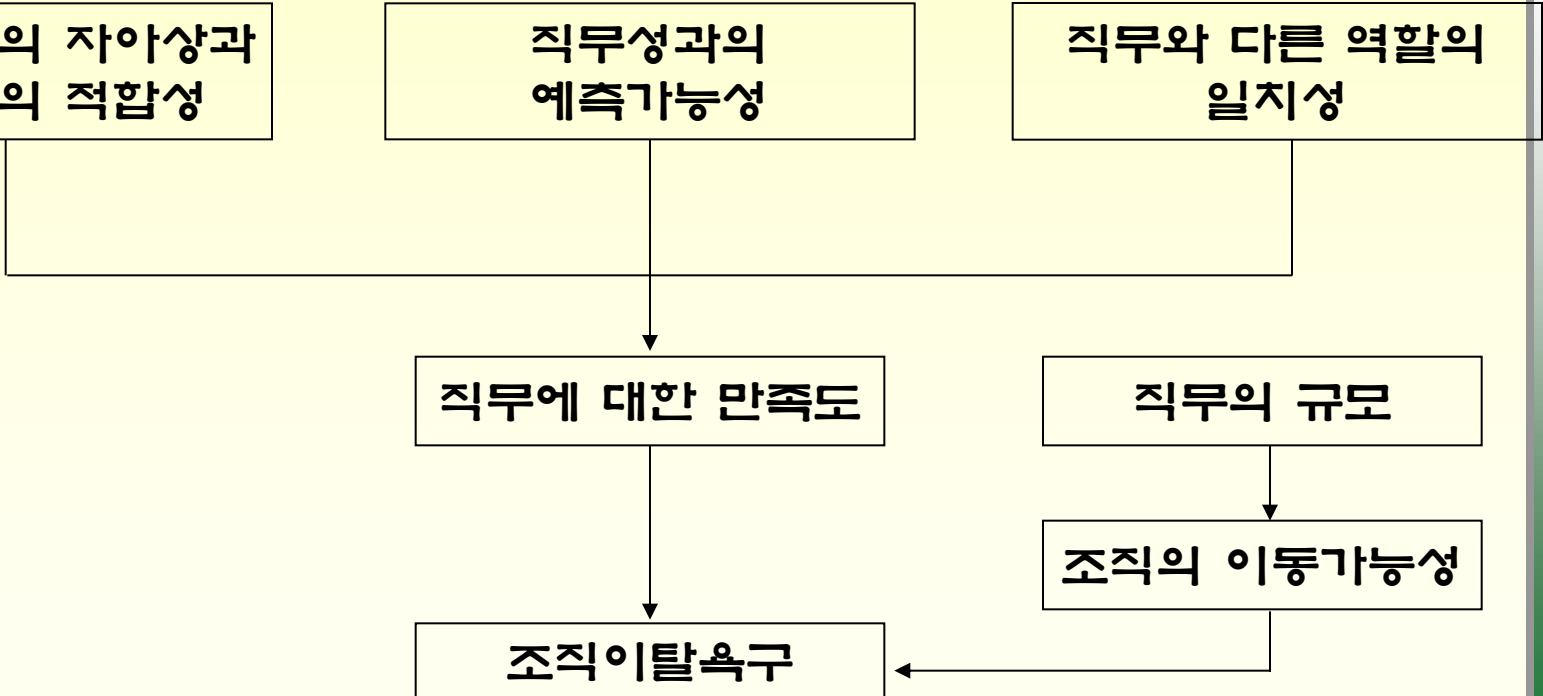 의 자아상과
의 적합성
직무성과의
예측가능성
직무와 다른 역할의
일치성
직무에 대한 만족도
직무의 규모
조직의 이동가능성
조직이탈욕구